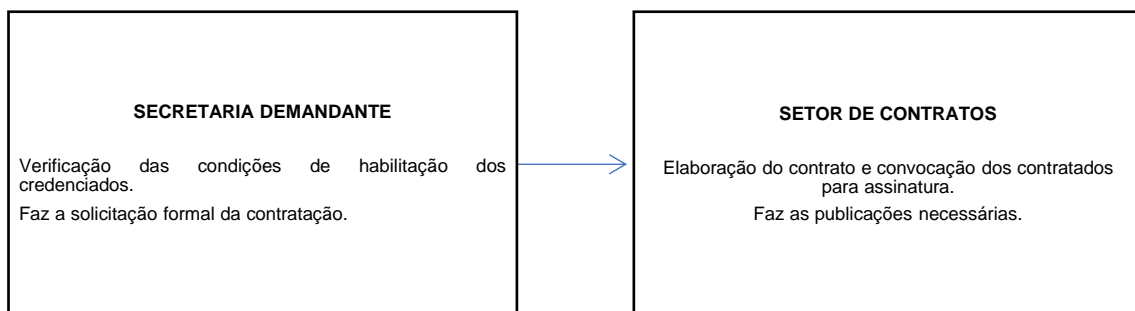 SECRETARIA DEMANDANTE
Verificação das condições de habilitação dos
credenciados.
Faz a solicitação formal da contratação.
SETOR DE CONTRATOS
Elaboração do contrato e convocação dos contratados
para assinatura.
Faz as publicações necessárias.